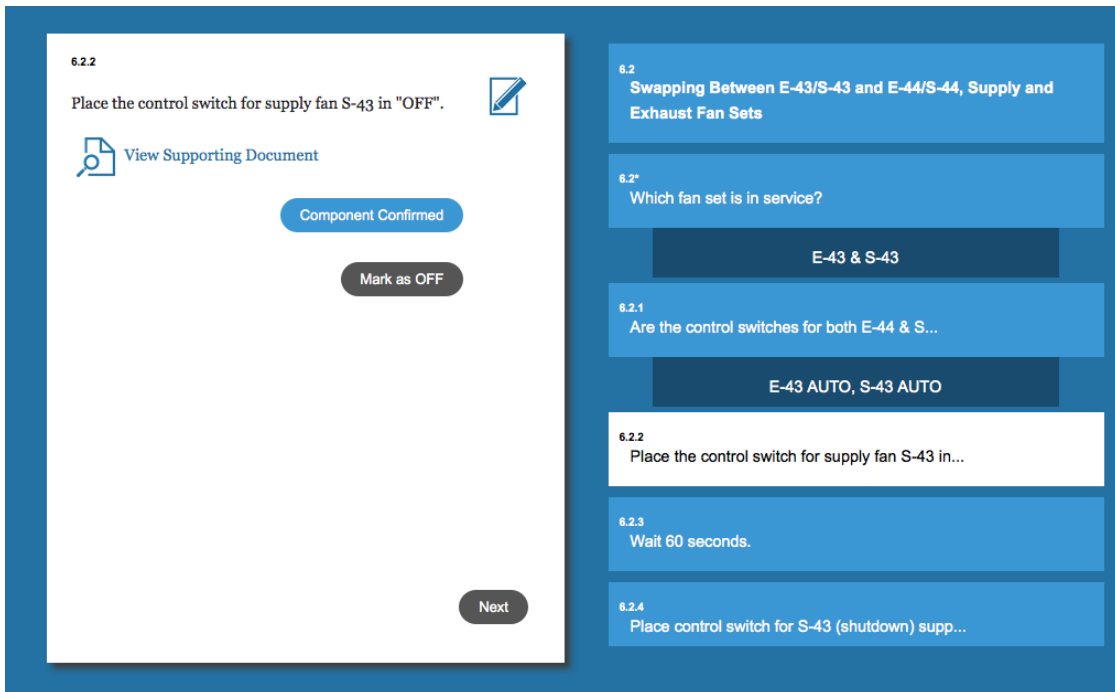 6.2.2
Place the control switch for supply fan S-43 in "OFF".
View Supporting Document
Component Confirmed
Mark as OFF
Next
6.2
Swapping Between E-43/S-43 and E-44/S-44, Supply and
Exhaust Fan Sets
6.2*
Which fan set is in service?
E-43 & S-43
6.2.1
Are the control switches for both E-44 & S...
E-43 AUTO, S-43 AUTO
6.2.2
Place the control switch for supply fan S-43 in...
6.2.3
Wait 60 seconds.
6.2.4
Place control switch for S-43 (shutdown) supp...